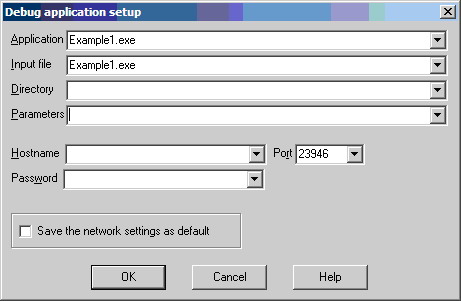 Debug application setup
Application Example1.exe
Input file Example1.exe
Directory
Parameters
Hostname Port 23946
Password
Save the network settings as default
OK Cancel Help